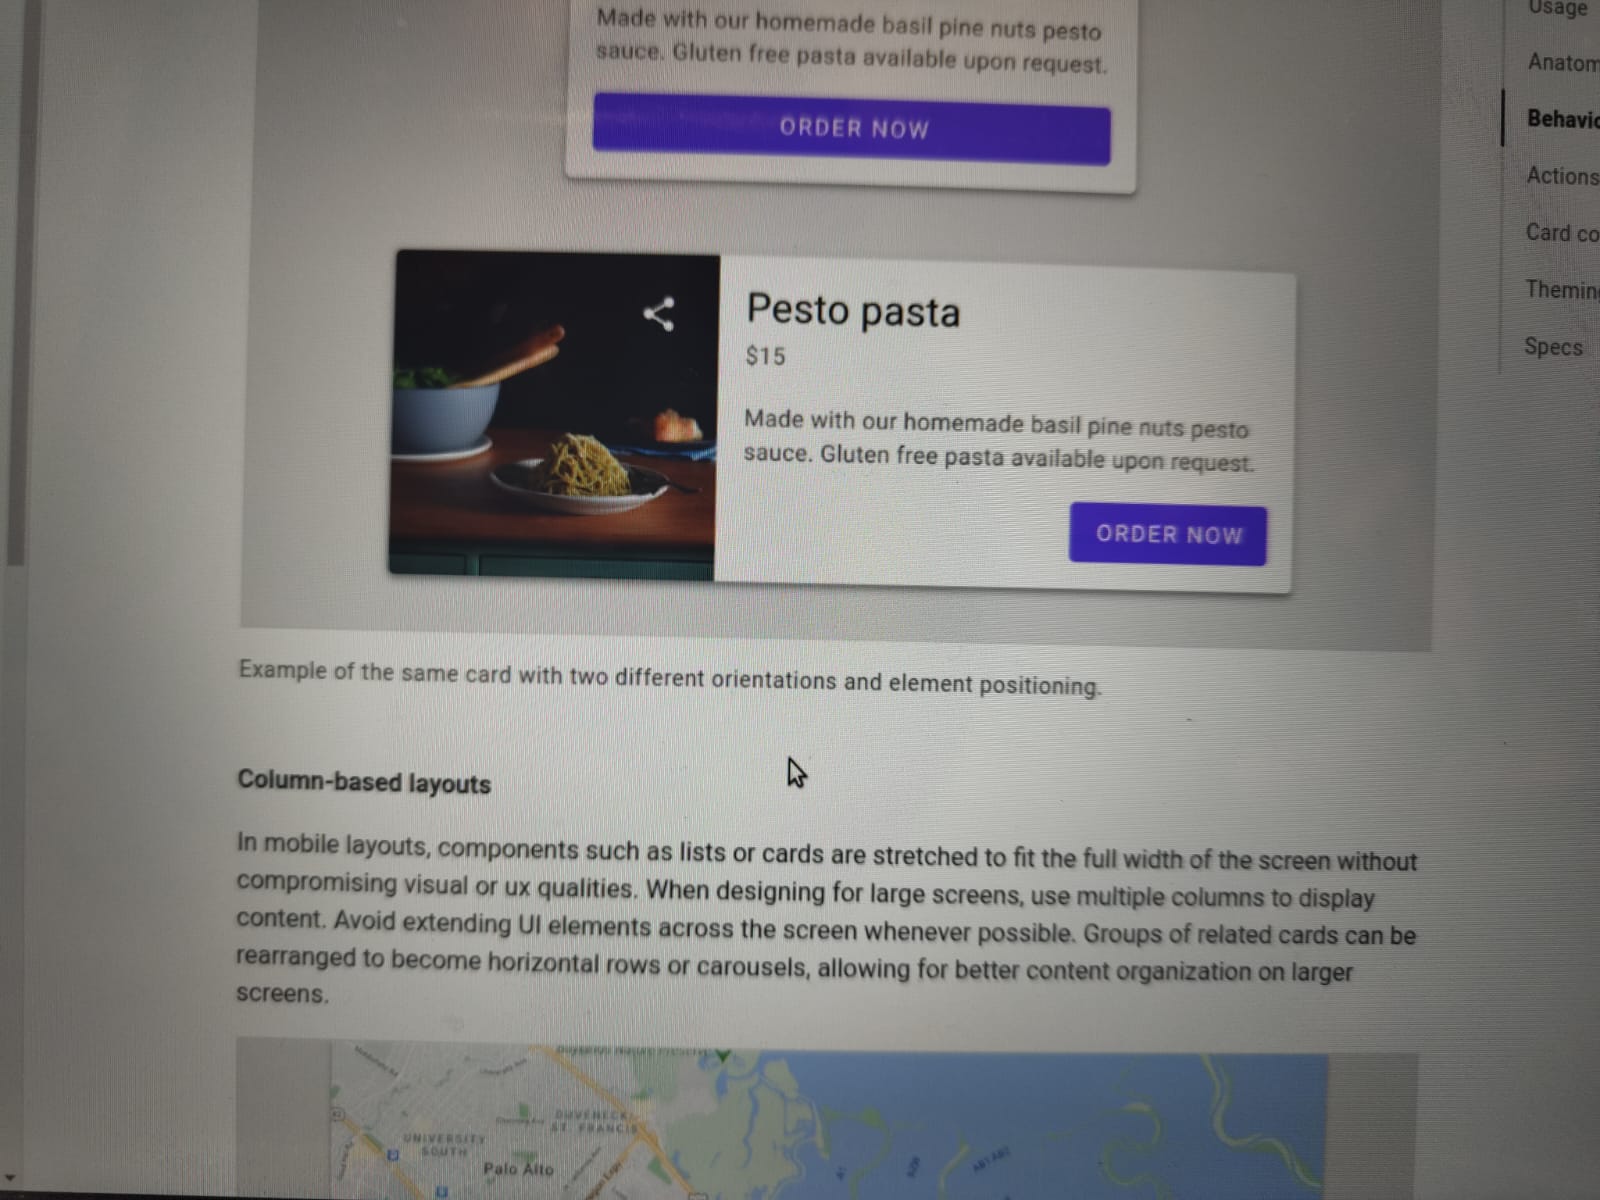 Made with our homemade basil pine nuts pesto
sauce. Gluten free pasta available upon request.
ORDER NOW
Pesto pasta
$15
Made with our homemade basil pine nuts pesto
sauce. Gluten free pasta available upon request.
ORDER NOW
Example of the same card with two different orientations and element positioning.
Column-based layouts
In mobile layouts, components such as lists or cards are stretched to fit the full width of the screen without
compromising visual or ux qualities. When designing for large screens, use multiple columns to display
content. Avoid extending UI elements across the screen whenever possible. Groups of related cards can be
rearranged to become horizontal rows or carousels, allowing for better content organization on larger
screens.
DUVENECK/
ST. FRANCIS
UNIVERSITY
SOUTH
Palo Alto
Usage
Anatom
Behavio
Actions
Card co
Theming
Specs